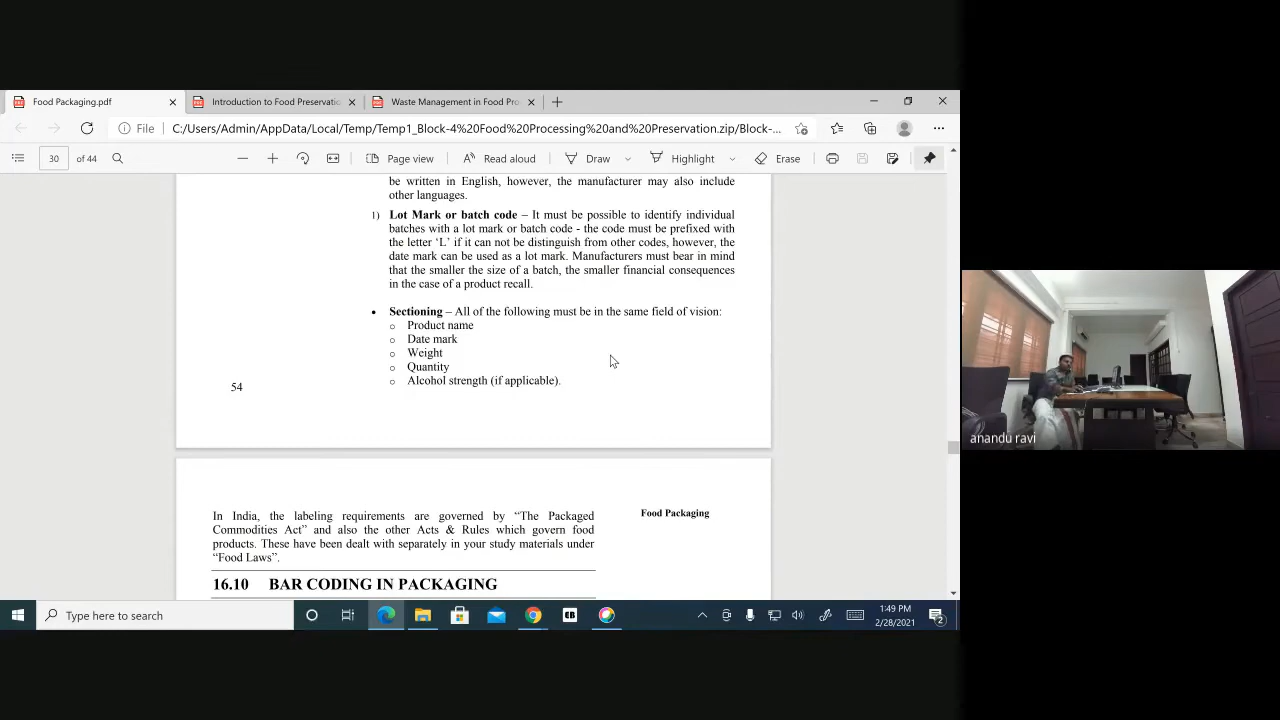 Food Packaging.pdf
Introduction to Food Preservatio
Waste Management in Food Pro
File
C:/Users/Admin/AppData/Local/Temp/Temp1_Block-4%20Food%20Processing%20and%20Preservation.zip/Block-...
30 of 44
Page view
Read aloud
Draw
Highlight
Erase
be written in English, however, the manufacturer may also include
other languages.
1) Lot Mark or batch code – It must be possible to identify individual
batches with a lot mark or batch code - the code must be prefixed with
the letter ‘L’ if it can not be distinguish from other codes, however, the
date mark can be used as a lot mark. Manufacturers must bear in mind
that the smaller the size of a batch, the smaller financial consequences
in the case of a product recall.
• Sectioning – All of the following must be in the same field of vision:
o Product name
o Date mark
o Weight
o Quantity
o Alcohol strength (if applicable).
54
In India, the labeling requirements are governed by “The Packaged
Commodities Act” and also the other Acts & Rules which govern food
products. These have been dealt with separately in your study materials under
“Food Laws”.
Food Packaging
16.10 BAR CODING IN PACKAGING
anandu ravi
Type here to search
1:49 PM
2/28/2021
2